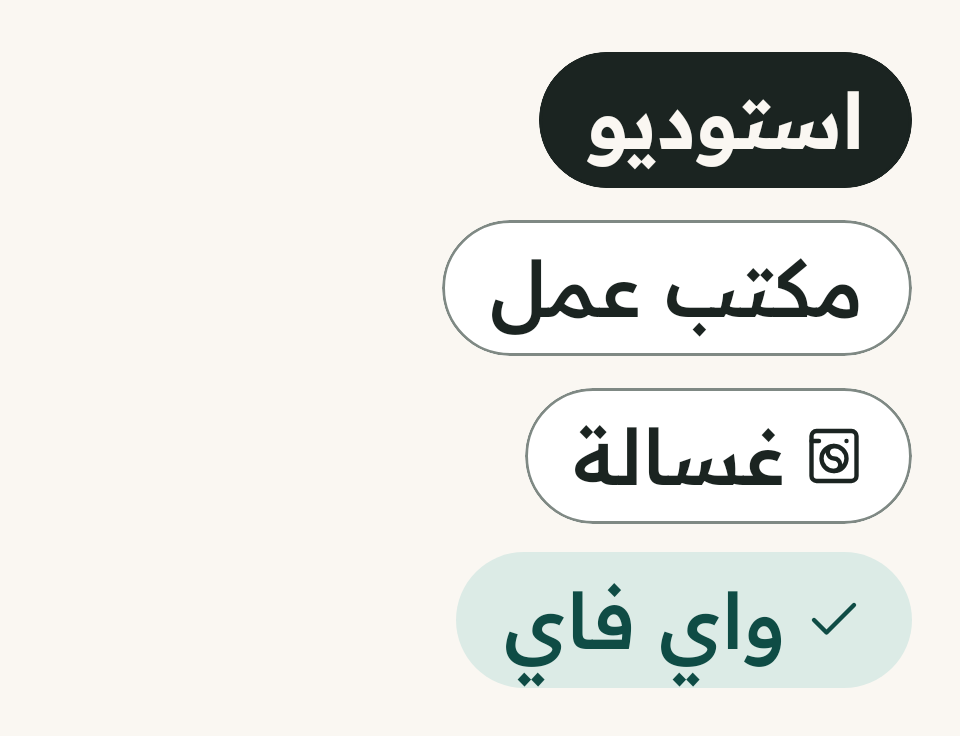 استوديو
مكتب عمل
غسالة
واي فاي